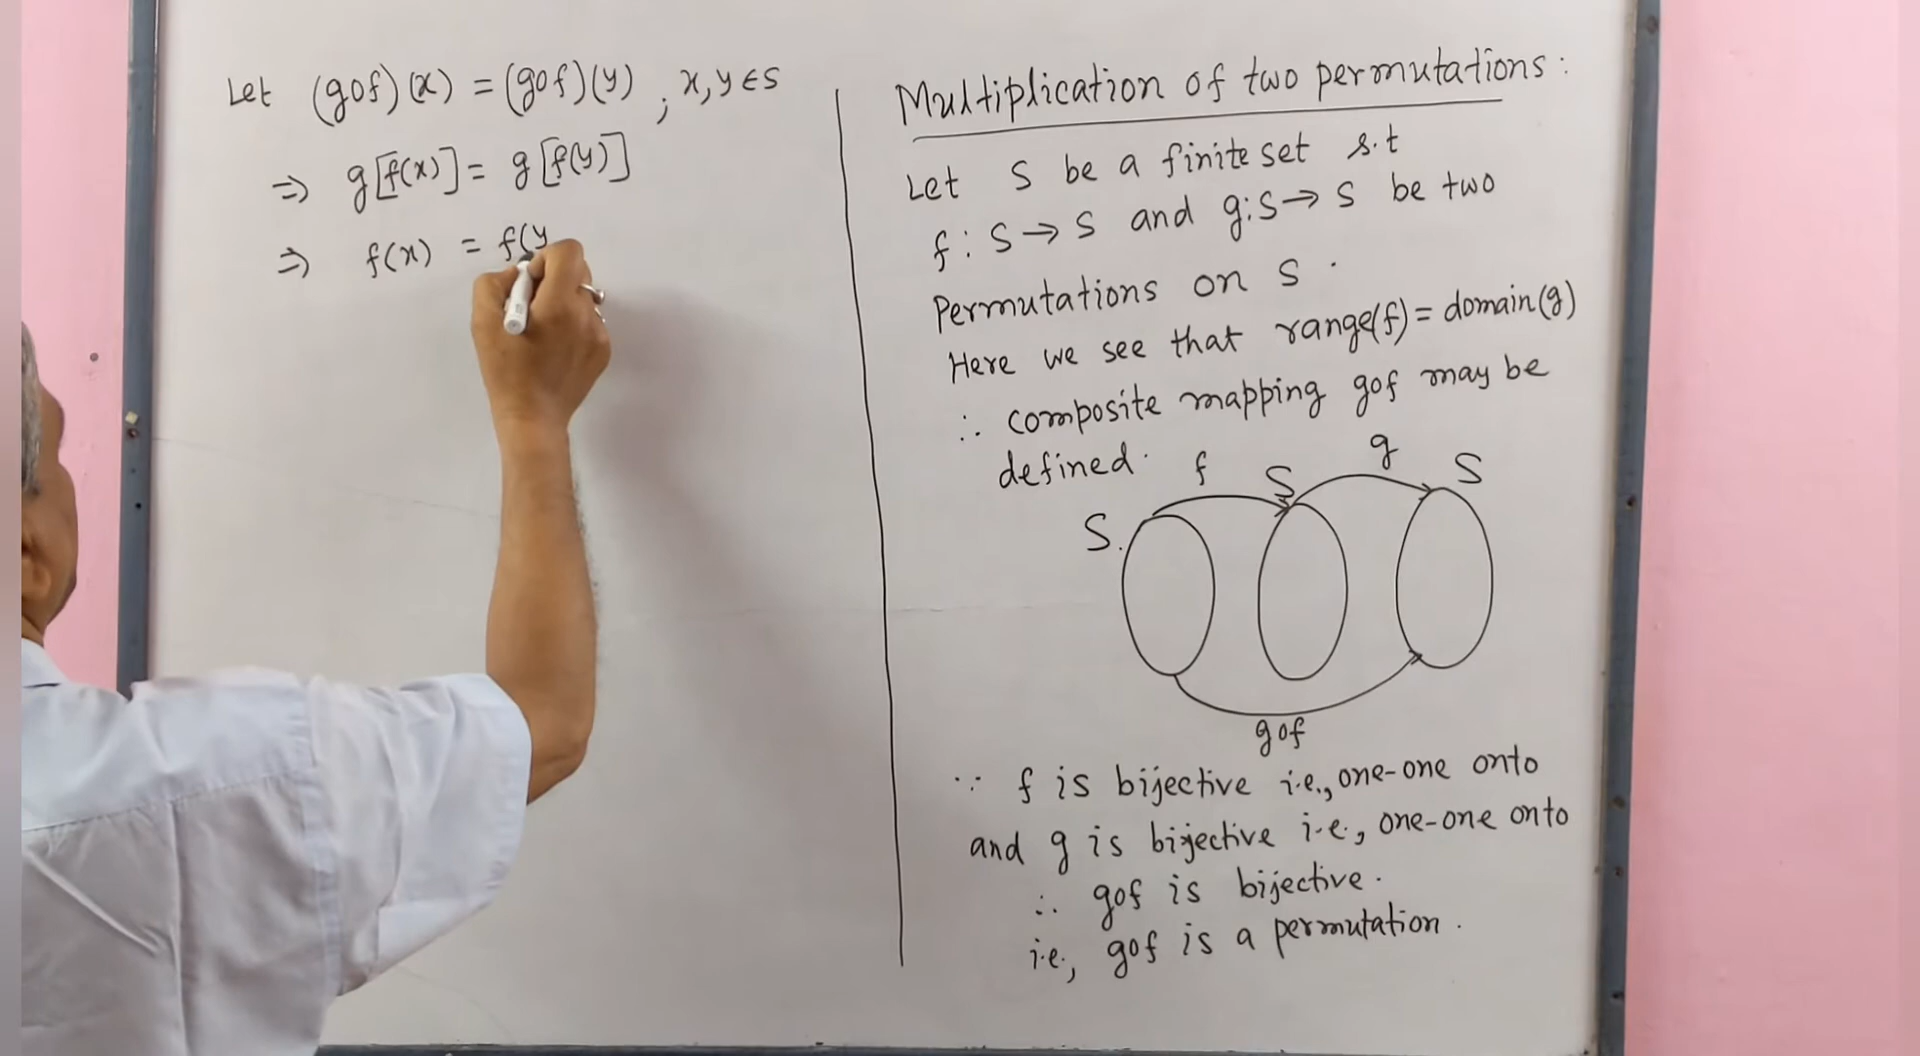 Let (gof)(x) = (gof)(y), x,y ∈ S
⇒ g[f(x)] = g[f(y)]
⇒ f(x) = f(y
Multiplication of two permutations:
Let S be a finite set s.t
f: S → S and g: S → S be two
Permutations on S.
Here we see that range(f) = domain(g)
∴ composite mapping gof may be
defined.
f
g
S
S
S.
gof
∵ f is bijective i.e., one-one onto
and g is bijective i.e., one-one onto
∴ gof is bijective.
i.e., gof is a permutation.